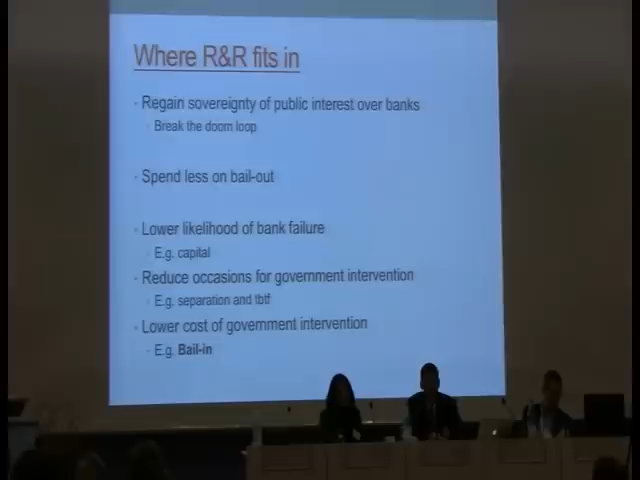 Where R&R fits in
Regain sovereignty of public interest over banks
Break the doom loop
Spend less on bail-out
Lower likelihood of bank failure
E.g. capital
Reduce occasions for government intervention
E.g. separation and tbtf
Lower cost of government intervention
E.g. Bail-in